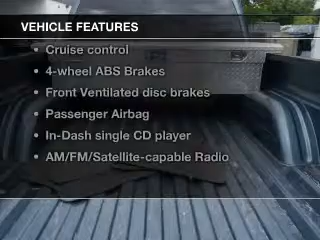 VEHICLE FEATURES
• Cruise control
• 4-wheel ABS Brakes
• Front Ventilated disc brakes
• Passenger Airbag
• In-Dash single CD player
• AM/FM/Satellite-capable Radio